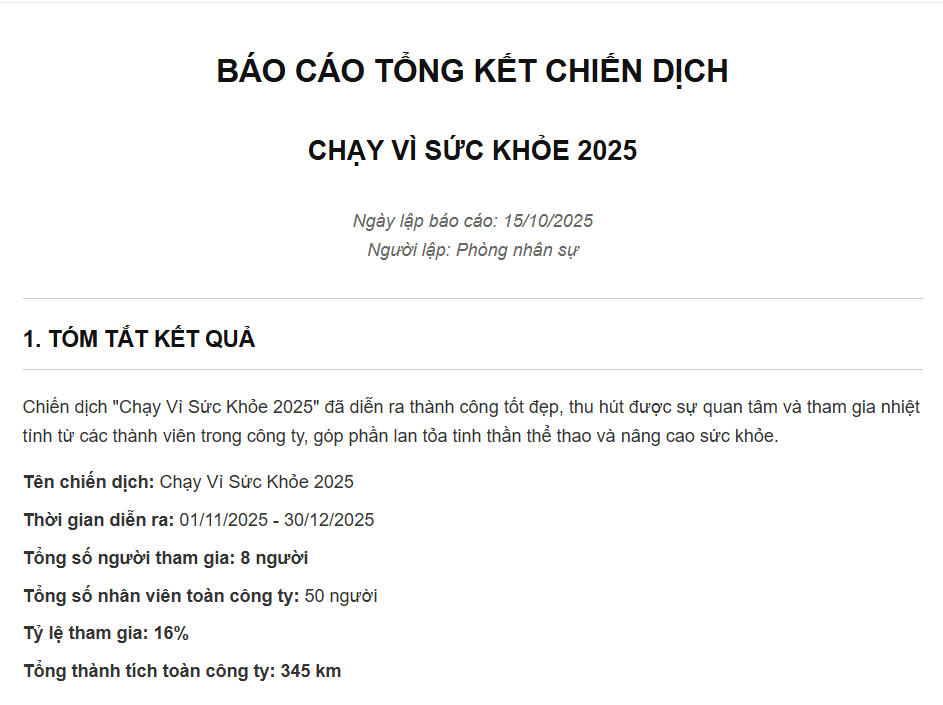 BÁO CÁO TỔNG KẾT CHIẾN DỊCH
CHẠY VÌ SỨC KHỎE 2025
Ngày lập báo cáo: 15/10/2025
Người lập: Phòng nhân sự
1. TÓM TẮT KẾT QUẢ
Chiến dịch "Chạy Vì Sức Khỏe 2025" đã diễn ra thành công tốt đẹp, thu hút được sự quan tâm và tham gia nhiệt
tình từ các thành viên trong công ty, góp phần lan tỏa tinh thần thể thao và nâng cao sức khỏe.
Tên chiến dịch: Chạy Vì Sức Khỏe 2025
Thời gian diễn ra: 01/11/2025 - 30/12/2025
Tổng số người tham gia: 8 người
Tổng số nhân viên toàn công ty: 50 người
Tỷ lệ tham gia: 16%
Tổng thành tích toàn công ty: 345 km